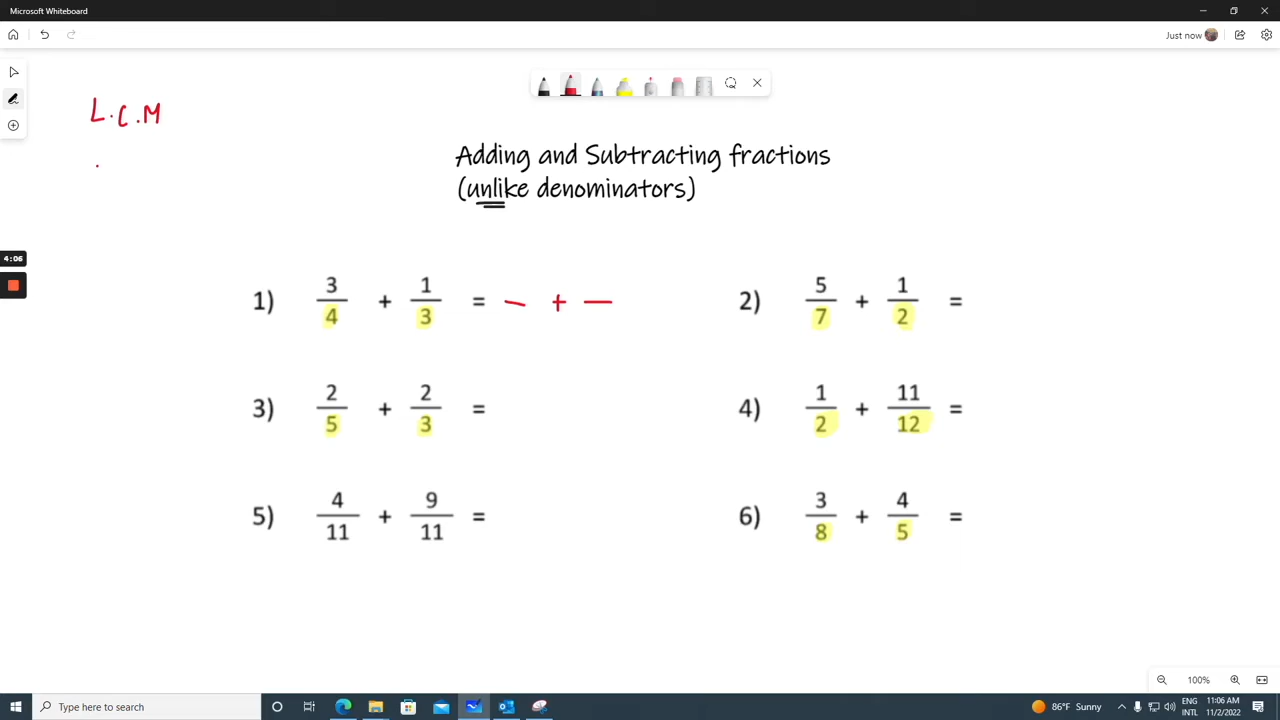 Microsoft Whiteboard
Just now
L.C.M
Adding and Subtracting fractions
(unlike denominators)
4:06
1) 3/4 + 1/3 = — + —
2) 5/7 + 1/2 =
3) 2/5 + 2/3 =
4) 1/2 + 11/12 =
5) 4/11 + 9/11 =
6) 3/8 + 4/5 =
100%
Type here to search
86°F Sunny
ENG
INTL
11:06 AM
11/2/2022